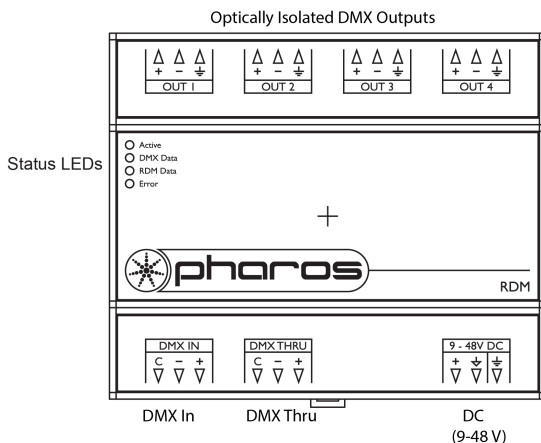 Optically Isolated DMX Outputs
+ − + − + − + −
OUT 1 OUT 2 OUT 3 OUT 4
Status LEDs
Active
DMX Data
RDM Data
Error
pharos
RDM
DMX IN DMX THRU 9 - 48V DC
C − + C − + +
DMX In DMX Thru DC
(9-48 V)